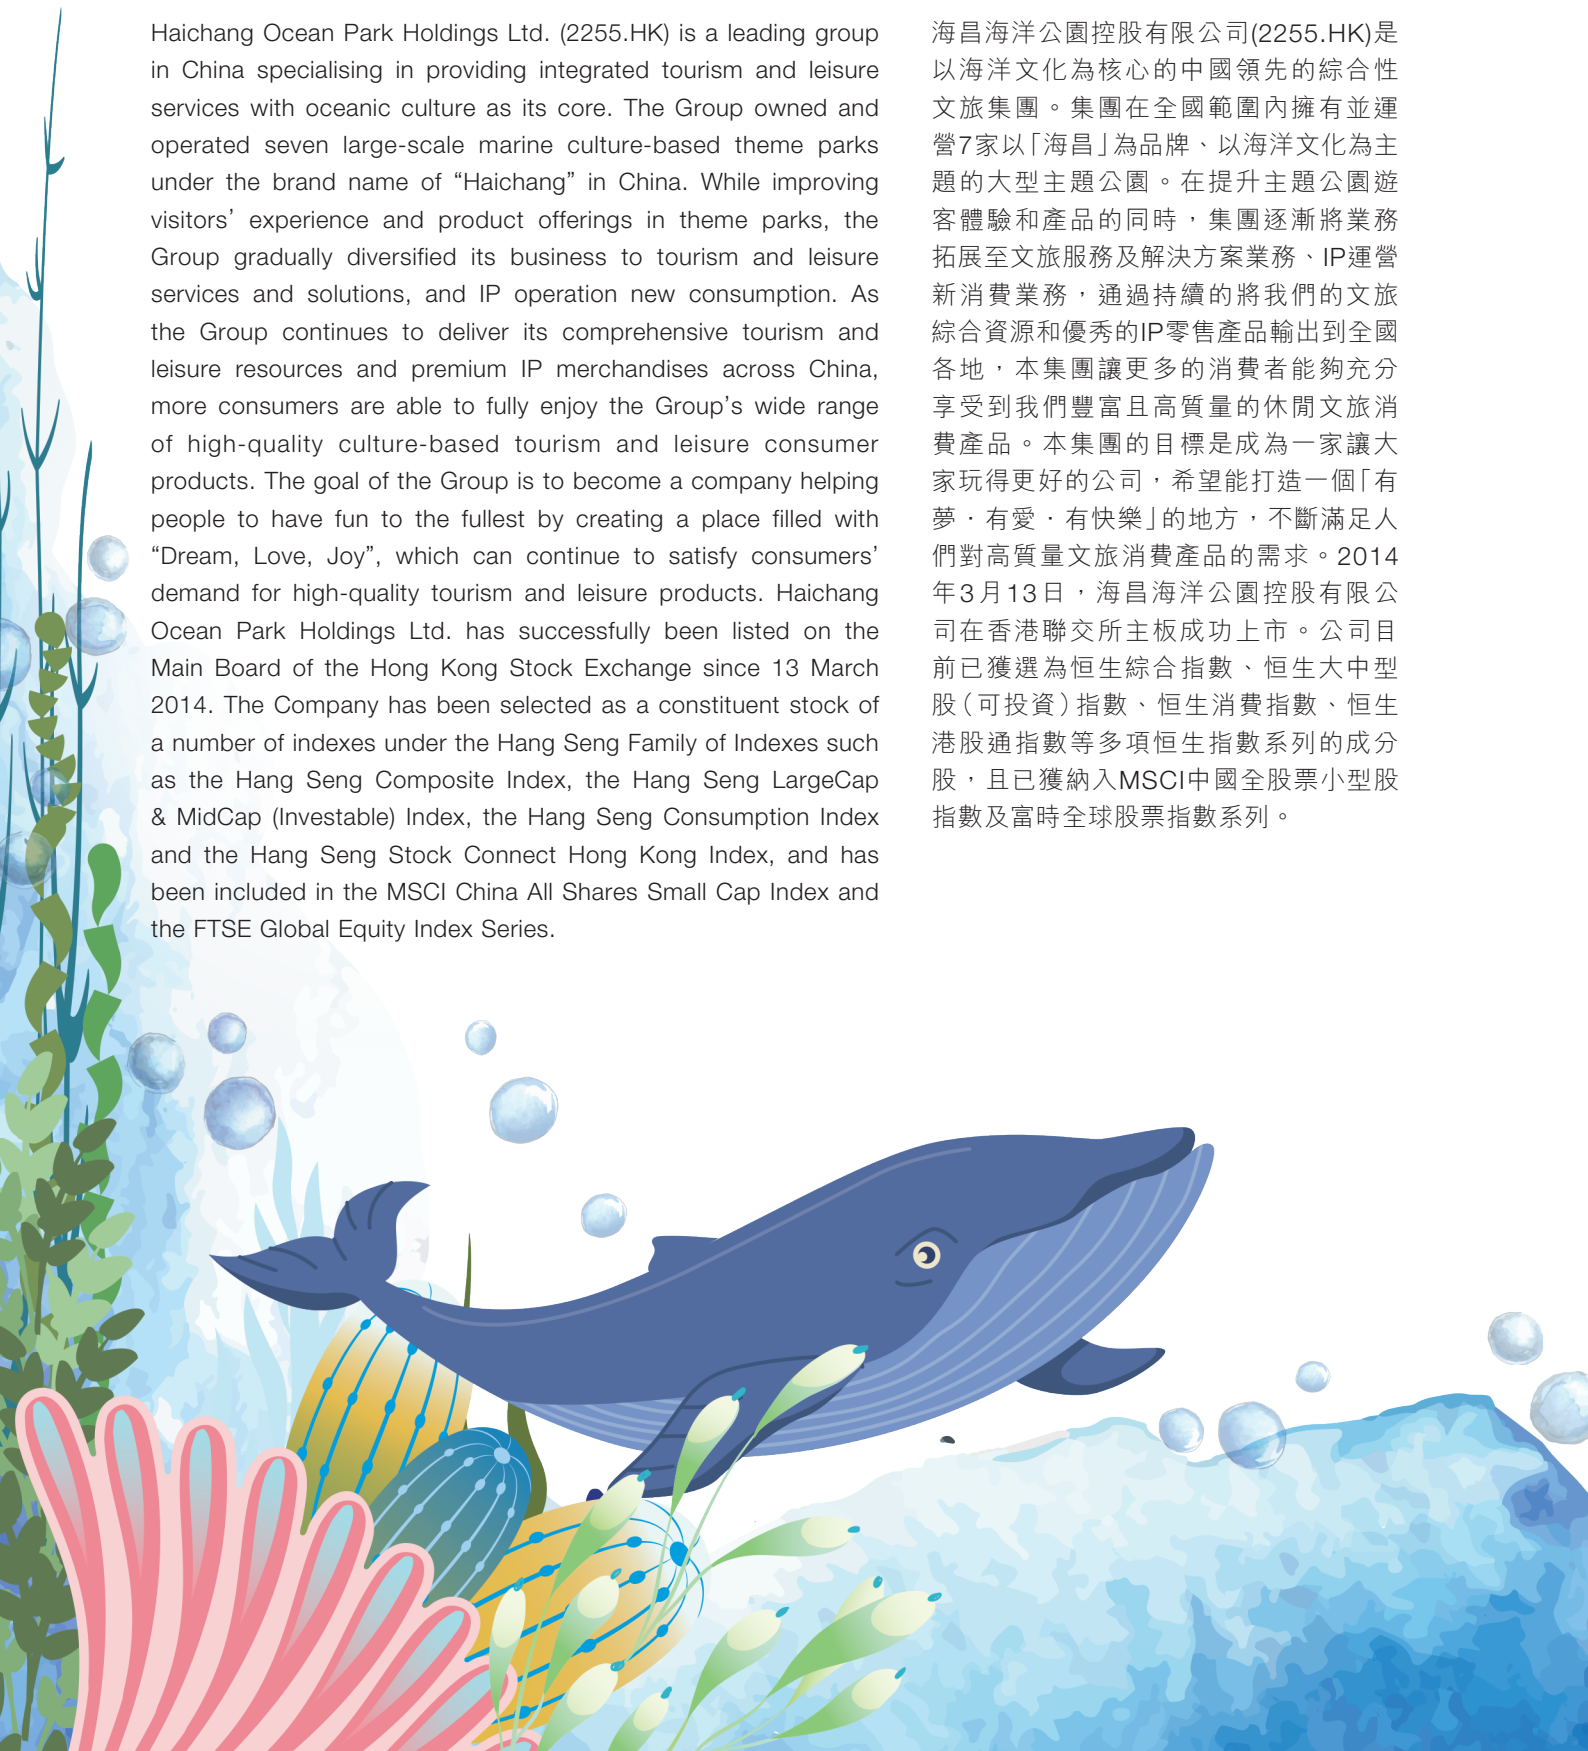 Haichang Ocean Park Holdings Ltd. (2255.HK) is a leading group
in China specialising in providing integrated tourism and leisure
services with oceanic culture as its core. The Group owned and
operated seven large-scale marine culture-based theme parks
under the brand name of “Haichang” in China. While improving
visitors’ experience and product offerings in theme parks, the
Group gradually diversified its business to tourism and leisure
services and solutions, and IP operation new consumption. As
the Group continues to deliver its comprehensive tourism and
leisure resources and premium IP merchandises across China,
more consumers are able to fully enjoy the Group’s wide range
of high-quality culture-based tourism and leisure consumer
products. The goal of the Group is to become a company helping
people to have fun to the fullest by creating a place filled with
“Dream, Love, Joy”, which can continue to satisfy consumers’
demand for high-quality tourism and leisure products. Haichang
Ocean Park Holdings Ltd. has successfully been listed on the
Main Board of the Hong Kong Stock Exchange since 13 March
2014. The Company has been selected as a constituent stock of
a number of indexes under the Hang Seng Family of Indexes such
as the Hang Seng Composite Index, the Hang Seng LargeCap
& MidCap (Investable) Index, the Hang Seng Consumption Index
and the Hang Seng Stock Connect Hong Kong Index, and has
been included in the MSCI China All Shares Small Cap Index and
the FTSE Global Equity Index Series.
海昌海洋公園控股有限公司(2255.HK)是
以海洋文化為核心的中國領先的綜合性
文旅集團。集團在全國範圍內擁有並運
營7家以「海昌」為品牌、以海洋文化為主
題的大型主題公園。在提升主題公園遊
客體驗和產品的同時，集團逐漸將業務
拓展至文旅服務及解決方案業務、IP運營
新消費業務，通過持續的將我們的文旅
綜合資源和優秀的IP零售產品輸出到全國
各地，本集團讓更多的消費者能夠充分
享受到我們豐富且高質量的休閒文旅消
費產品。本集團的目標是成為一家讓大
家玩得更好的公司，希望能打造一個「有
夢．有愛．有快樂」的地方，不斷滿足人
們對高質量文旅消費產品的需求。2014
年3月13日，海昌海洋公園控股有限公
司在香港聯交所主板成功上市。公司目
前已獲選為恒生綜合指數、恒生大中型
股（可投資）指數、恒生消費指數、恒生
港股通指數等多項恒生指數系列的成分
股，且已獲納入MSCI中國全股票小型股
指數及富時全球股票指數系列。